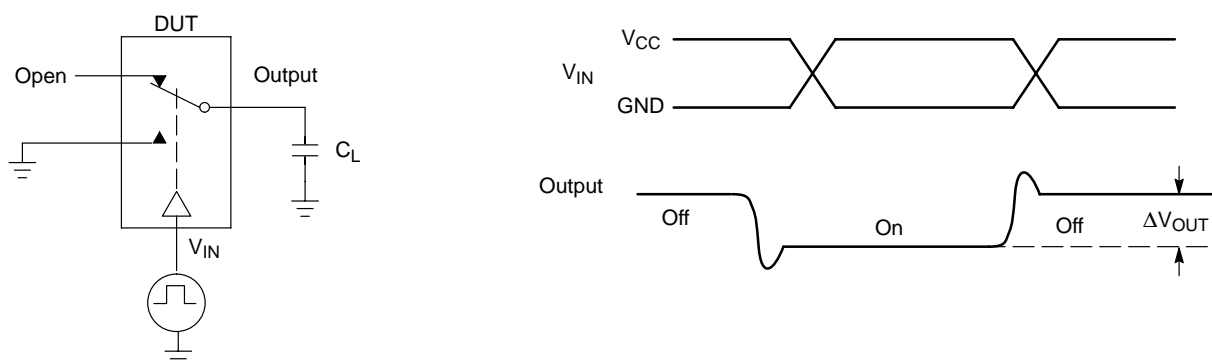 DUT
Open
Output
C_L
V_IN
V_CC
V_IN
GND
Output
Off
On
Off
ΔV_OUT